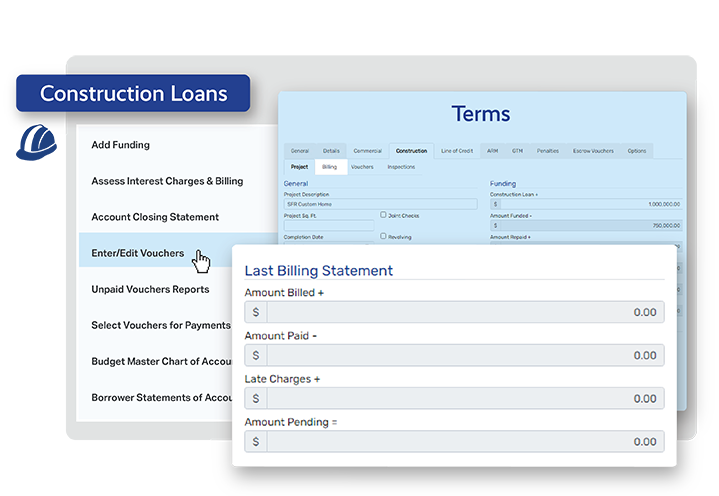 Construction Loans
Add Funding
Assess Interest Charges & Billing
Account Closing Statement
Enter/Edit Vouchers
Unpaid Vouchers Reports
Select Vouchers for Payments
Budget Master Chart of Accou
Borrower Statements of Accou
Terms
General Details Commercial Construction Line of Credit ARM GTM Penalties Escrow Vouchers Options
Project Billing Vouchers Inspections
General
Project Description
SFR Custom Home
Project Sq. Ft.
Joint Checks
Completion Date
Revolving
Funding
Construction Loan +
$ 1,000,000.00
Amount Funded -
$ 750,000.00
Amount Repaid +
Last Billing Statement
Amount Billed +
$ 0.00
Amount Paid -
$ 0.00
Late Charges +
$ 0.00
Amount Pending =
$ 0.00